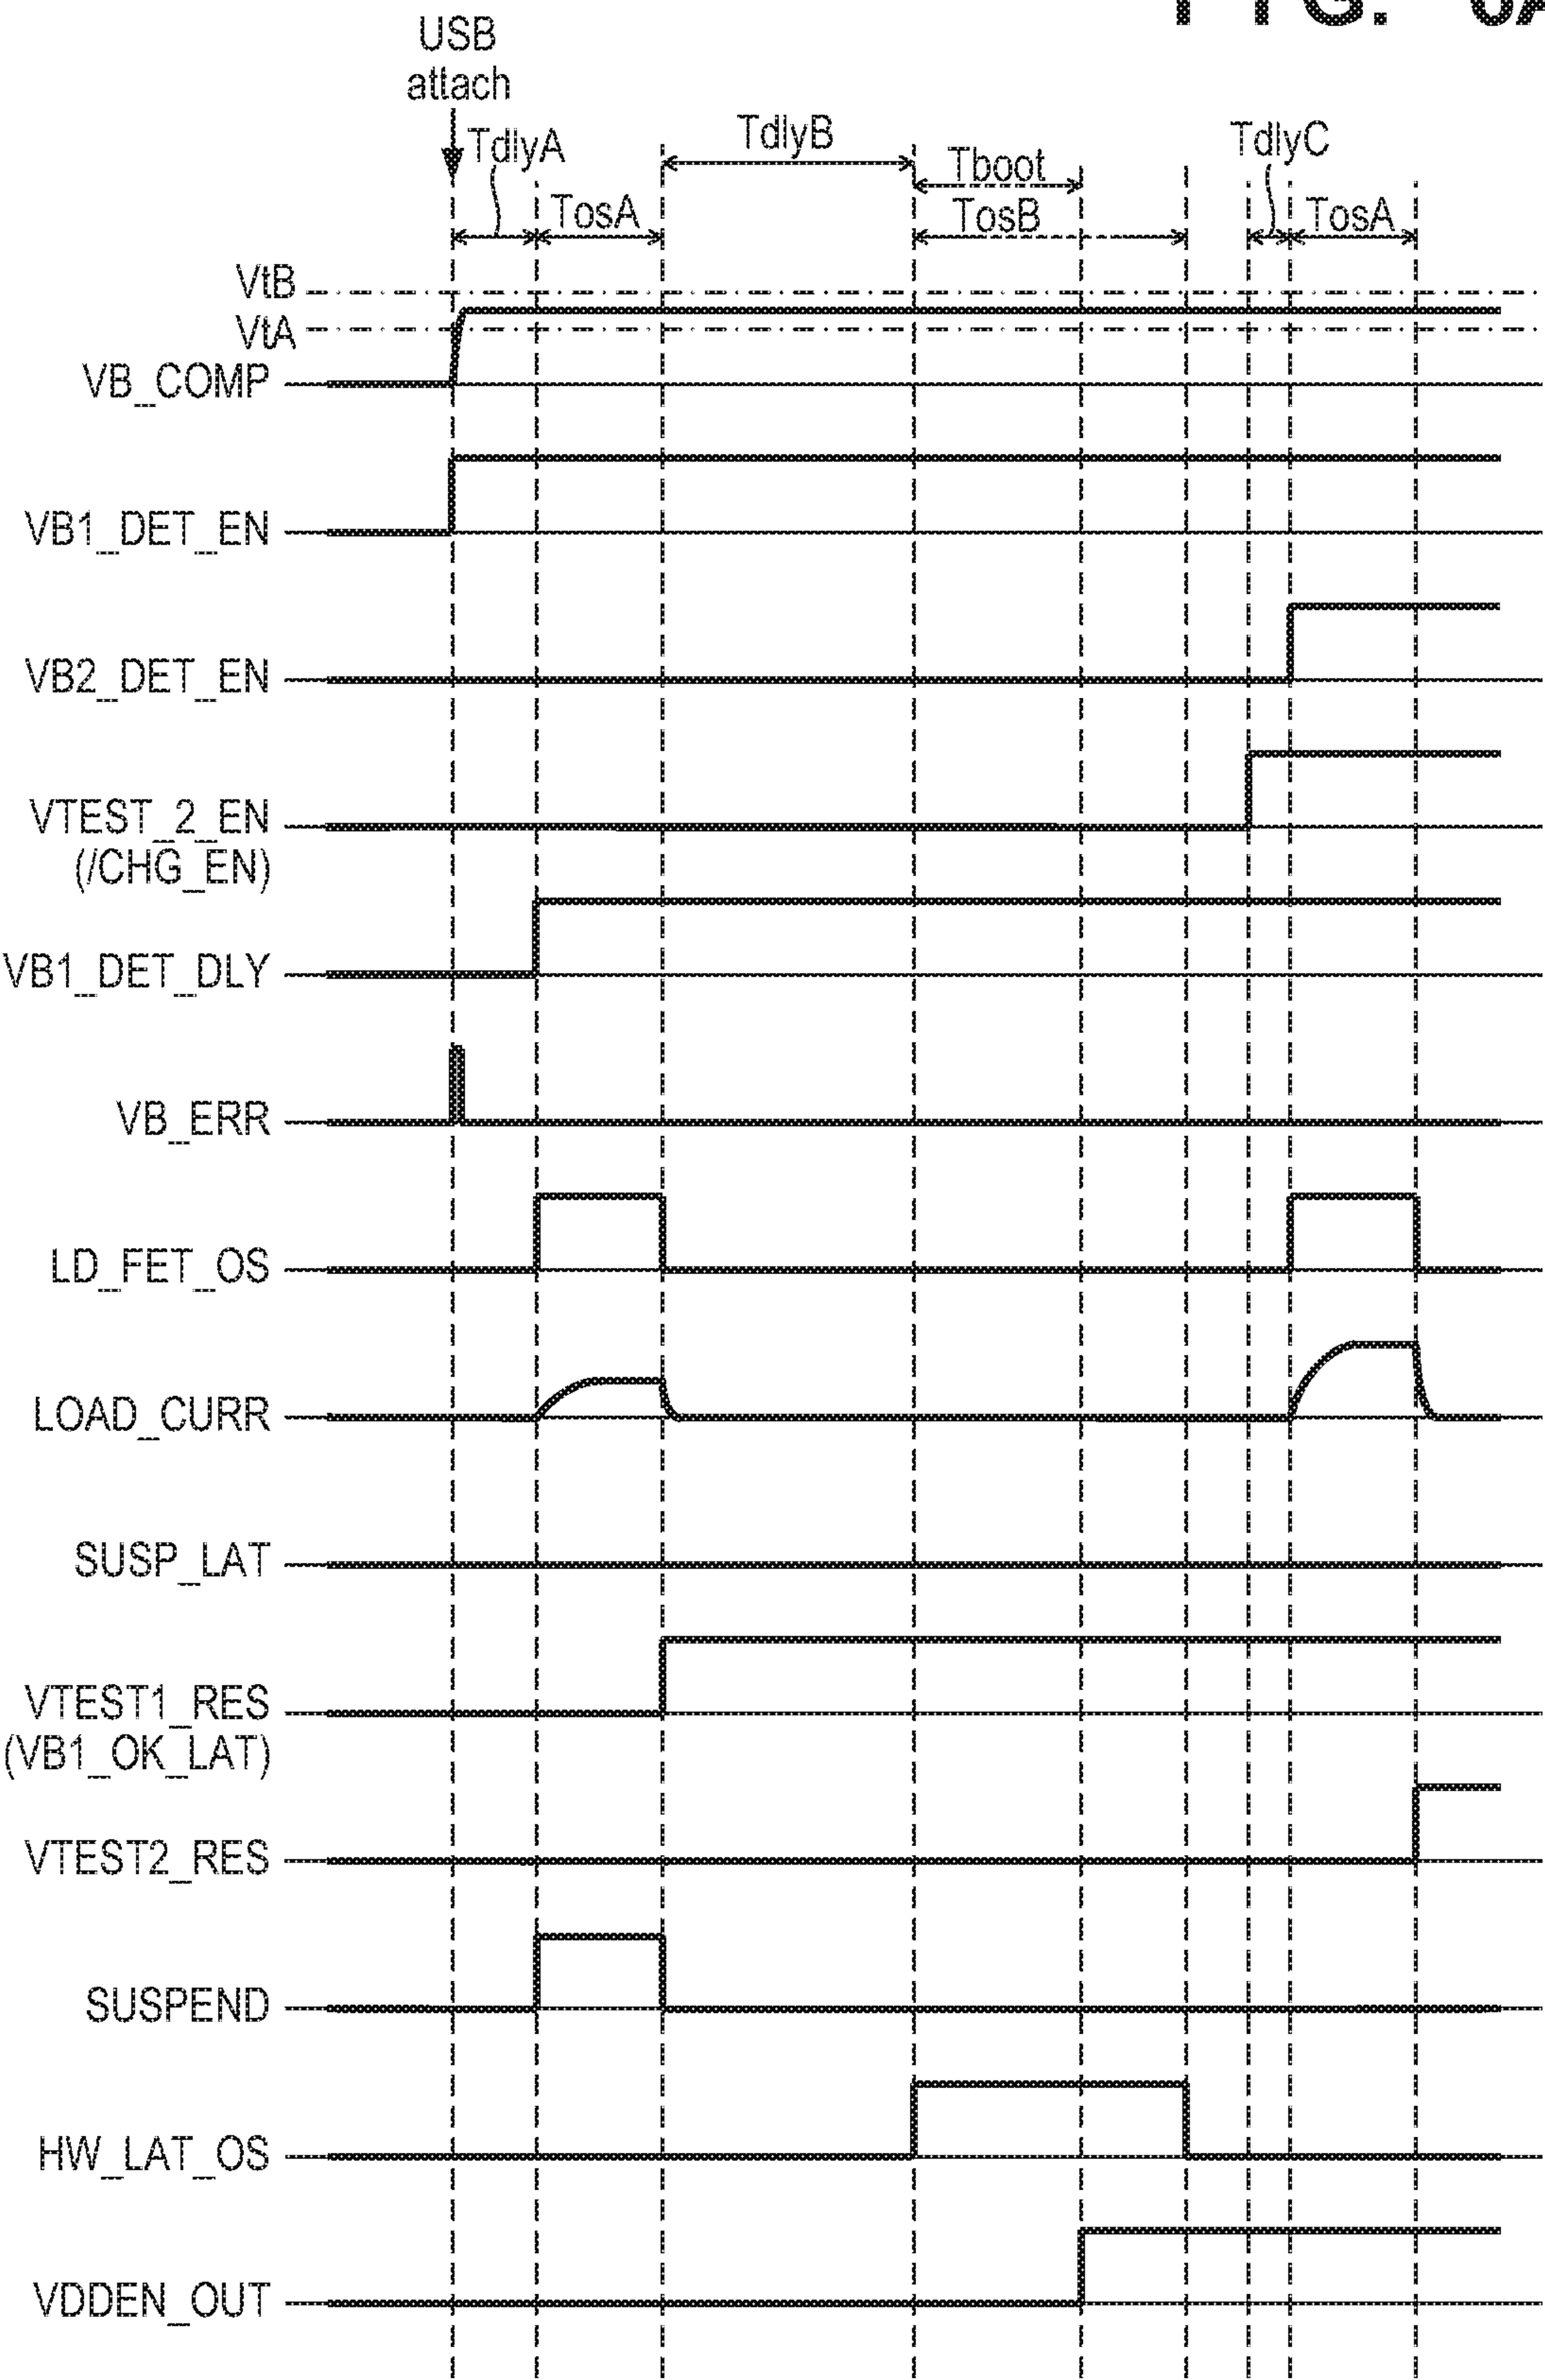 FIG.
USB
attach
TdlyA
TdlyB
TdlyC
Tboot
TosA
TosB
TosA
VtB
VtA
VB_COMP
VB1_DET_EN
VB2_DET_EN
VTEST_2_EN
(/CHG_EN)
VB1_DET_DLY
VB_ERR
LD_FET_OS
LOAD_CURR
SUSP_LAT
VTEST1_RES
(VB1_OK_LAT)
VTEST2_RES
SUSPEND
HW_LAT_OS
VDDEN_OUT